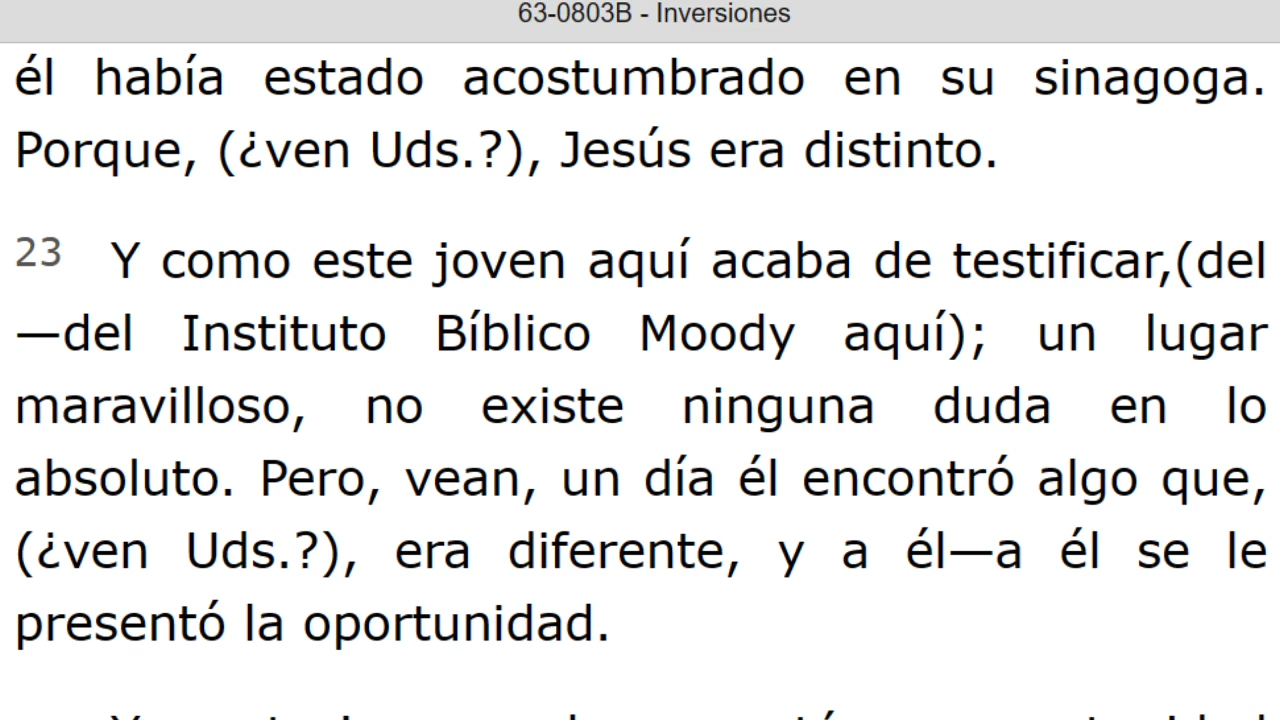 63-0803B - Inversiones
él había estado acostumbrado en su sinagoga.
Porque, (¿ven Uds.?), Jesús era distinto.
23 Y como este joven aquí acaba de testificar,(del
—del Instituto Bíblico Moody aquí); un lugar
maravilloso, no existe ninguna duda en lo
absoluto. Pero, vean, un día él encontró algo que,
(¿ven Uds.?), era diferente, y a él—a él se le
presentó la oportunidad.